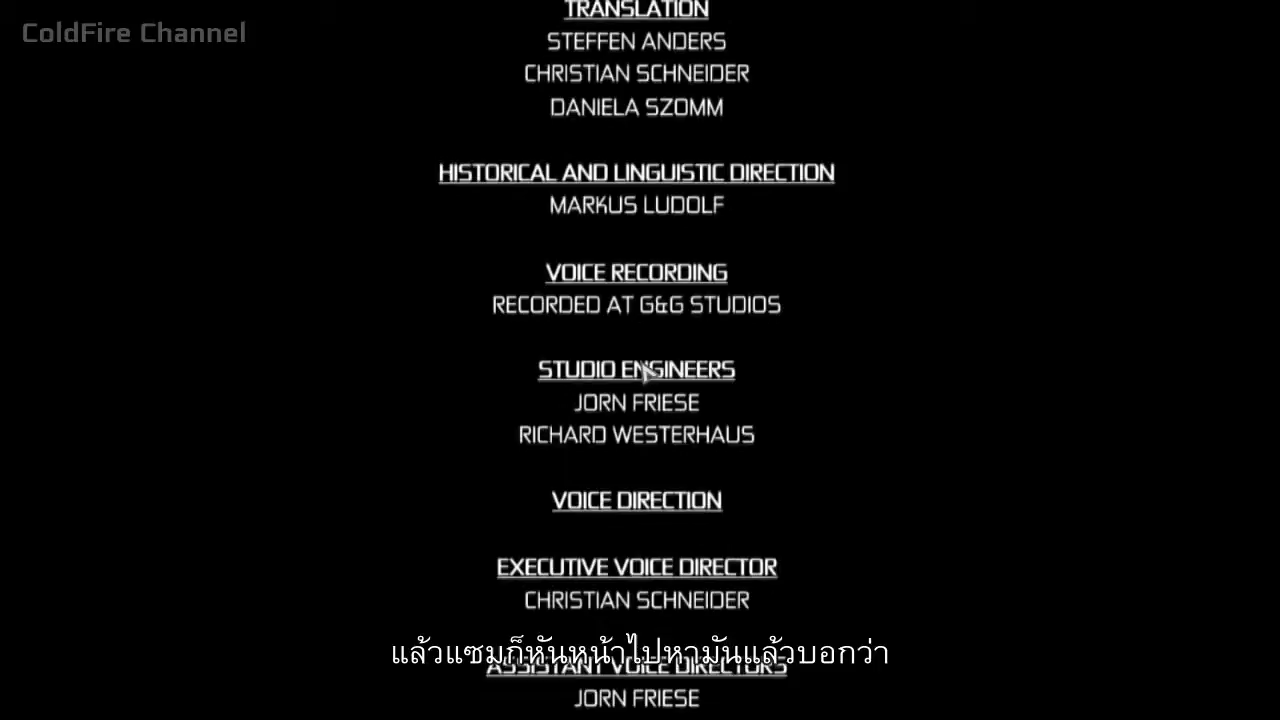 ColdFire Channel
TRANSLATION
STEFFEN ANDERS
CHRISTIAN SCHNEIDER
DANIELA SZOMM
HISTORICAL AND LINGUISTIC DIRECTION
MARKUS LUDOLF
VOICE RECORDING
RECORDED AT G&G STUDIOS
STUDIO ENGINEERS
JORN FRIESE
RICHARD WESTERHAUS
VOICE DIRECTION
EXECUTIVE VOICE DIRECTOR
CHRISTIAN SCHNEIDER
แล้วแซมก็หันหน้าไปหามันแล้วบอกว่า
ASSISTANT VOICE DIRECTORS
JORN FRIESE